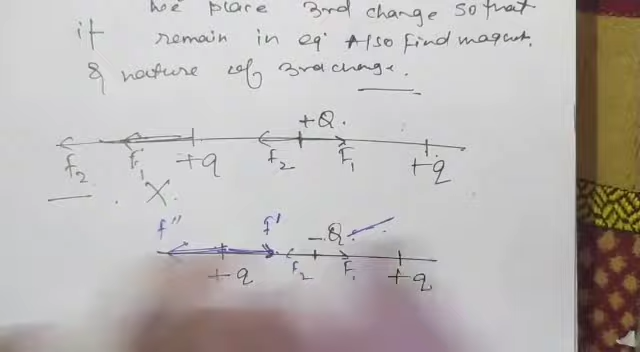 we place 3rd charge so that
it remain in eq Also find magnt.
& nature of 3rd charge.
+Q.
F2 F1 +q F2 F1 +q
X.
F" F' -Q
+q F2 F1 +q